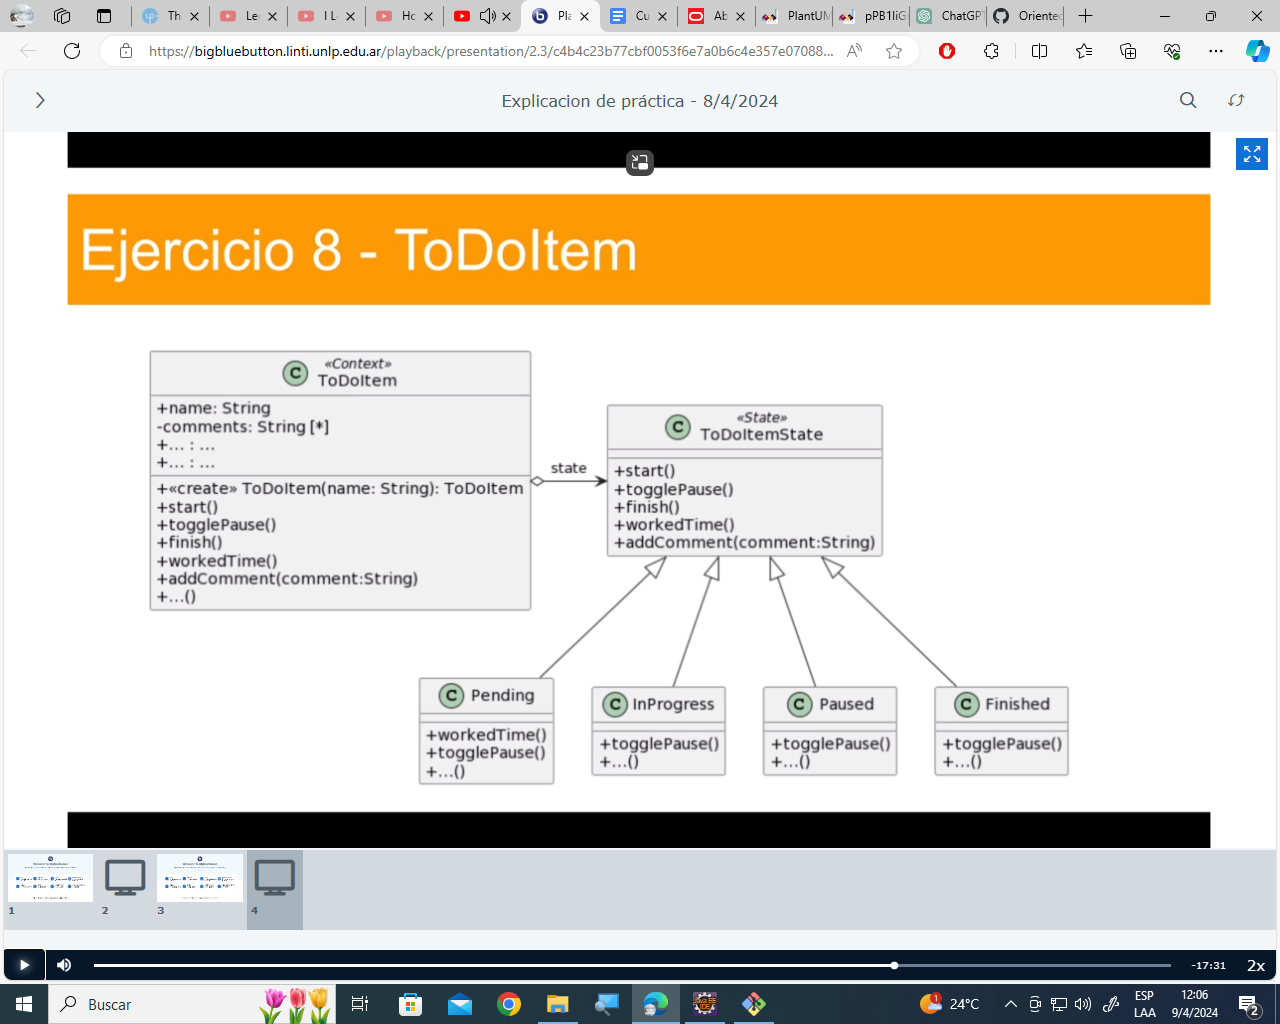 Th
Le
I L
Ho
Pla
Cu
Ab
PlantUM
pPB1IiG
ChatGPT
Oriented
https://bigbluebutton.linti.unlp.edu.ar/playback/presentation/2.3/c4b4c23b77cbf0053f6e7a0b6c4e357e07088...
Explicacion de práctica - 8/4/2024
Ejercicio 8 - ToDoItem
«Context»
C ToDoItem
+name: String
-comments: String [*]
+... : ...
+... : ...
+«create» ToDoItem(name: String): ToDoItem
+start()
+togglePause()
+finish()
+workedTime()
+addComment(comment:String)
+...()
state
«State»
C ToDoItemState
+start()
+togglePause()
+finish()
+workedTime()
+addComment(comment:String)
C Pending
+workedTime()
+togglePause()
+...()
C InProgress
+togglePause()
+...()
C Paused
+togglePause()
+...()
C Finished
+togglePause()
+...()
1
2
3
4
-17:31
2x
Buscar
1
24°C
ESP
LAA
12:06
9/4/2024
2